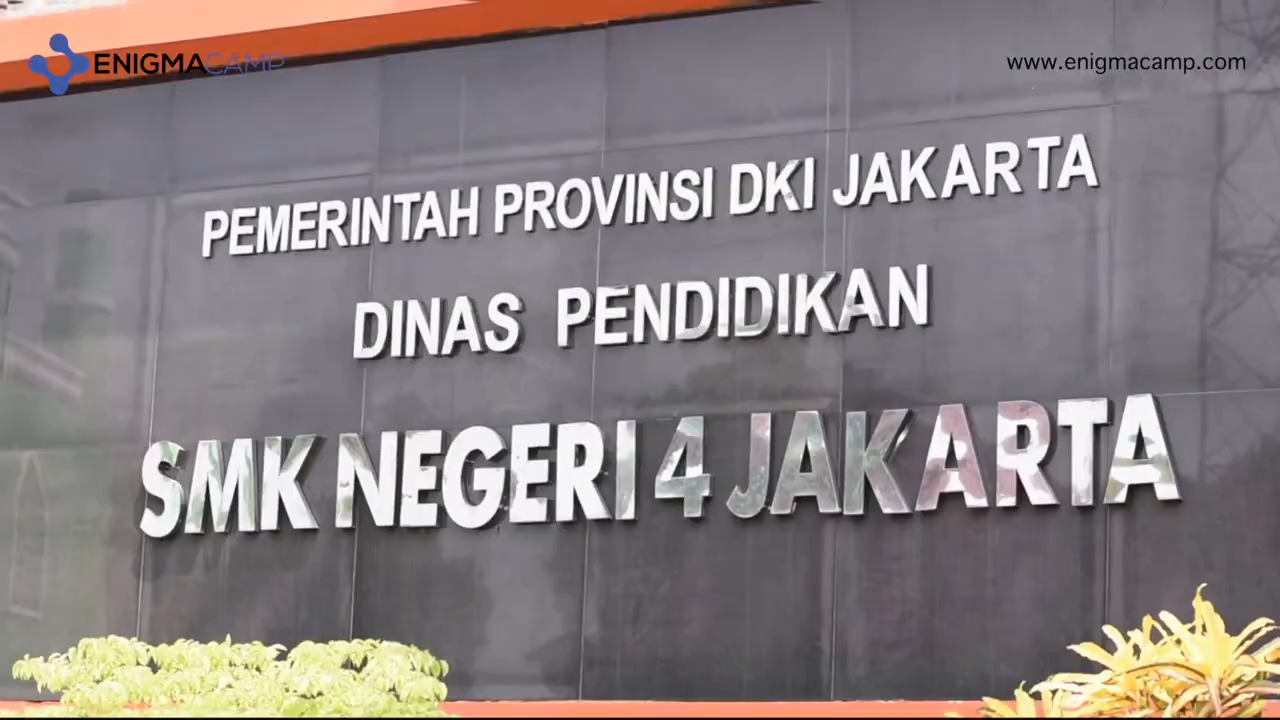 ENIGMACAMP
www.enigmacamp.com
PEMERINTAH PROVINSI DKI JAKARTA
DINAS PENDIDIKAN
SMK NEGERI 4 JAKARTA